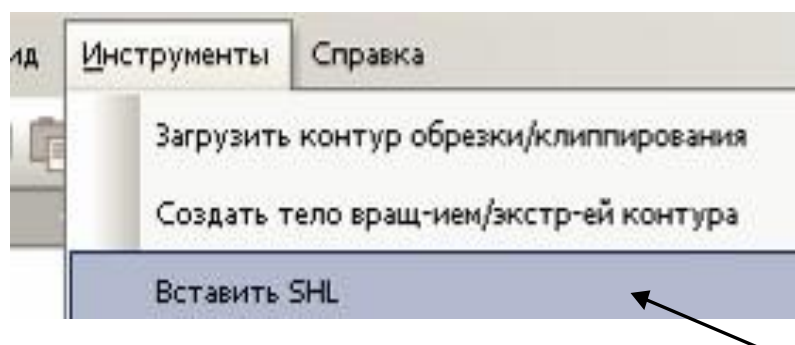 ид Инструменты Справка
Загрузить контур обрезки/клиппирования
Создать тело вращ-ием/экстр-ей контура
Вставить SHL